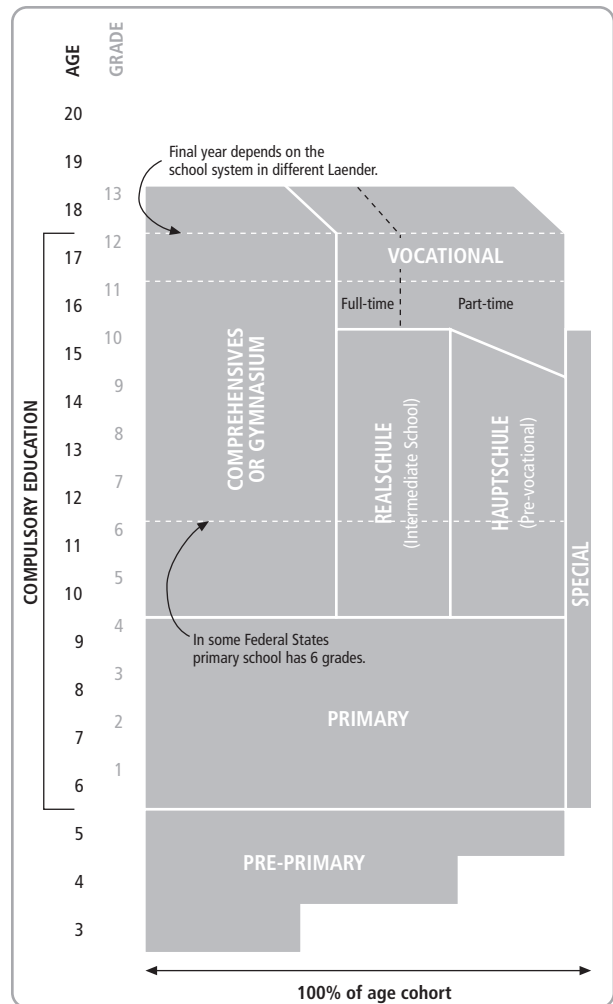 AGE
GRADE
20
19
18
17
16
15
14
13
12
11
10
9
8
7
6
5
4
3
13
12
11
10
9
8
7
6
5
4
3
2
1
COMPULSORY EDUCATION
Final year depends on the
school system in different Laender.
VOCATIONAL
Full-time
Part-time
COMPREHENSIVES
OR GYMNASIUM
REALSCHULE
(Intermediate School)
HAUPTSCHULE
(Pre-vocational)
SPECIAL
In some Federal States
primary school has 6 grades.
PRIMARY
PRE-PRIMARY
100% of age cohort